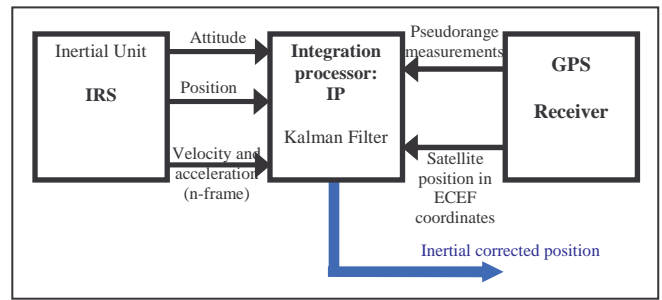 Inertial Unit
IRS
Attitude
Position
Velocity and
acceleration
(n-frame)
Integration
processor:
IP
Kalman Filter
Pseudorange
measurements
Satellite
position in
ECEF
coordinates
GPS
Receiver
Inertial corrected position